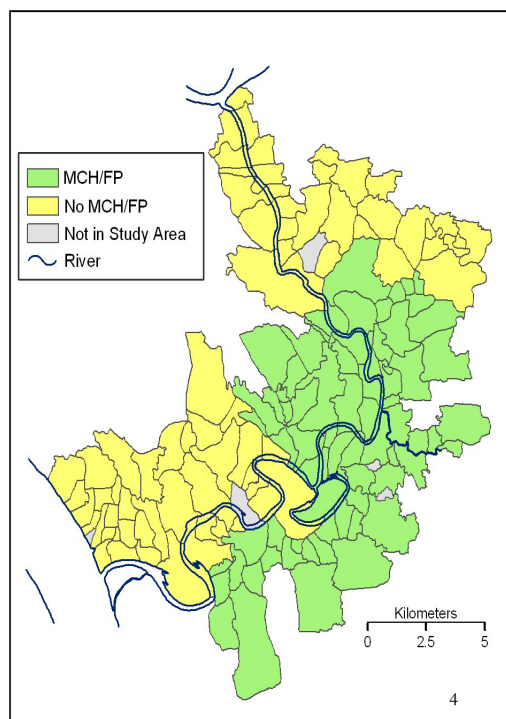 MCH/FP
No MCH/FP
Not in Study Area
River
Kilometers
0 2.5 5
4